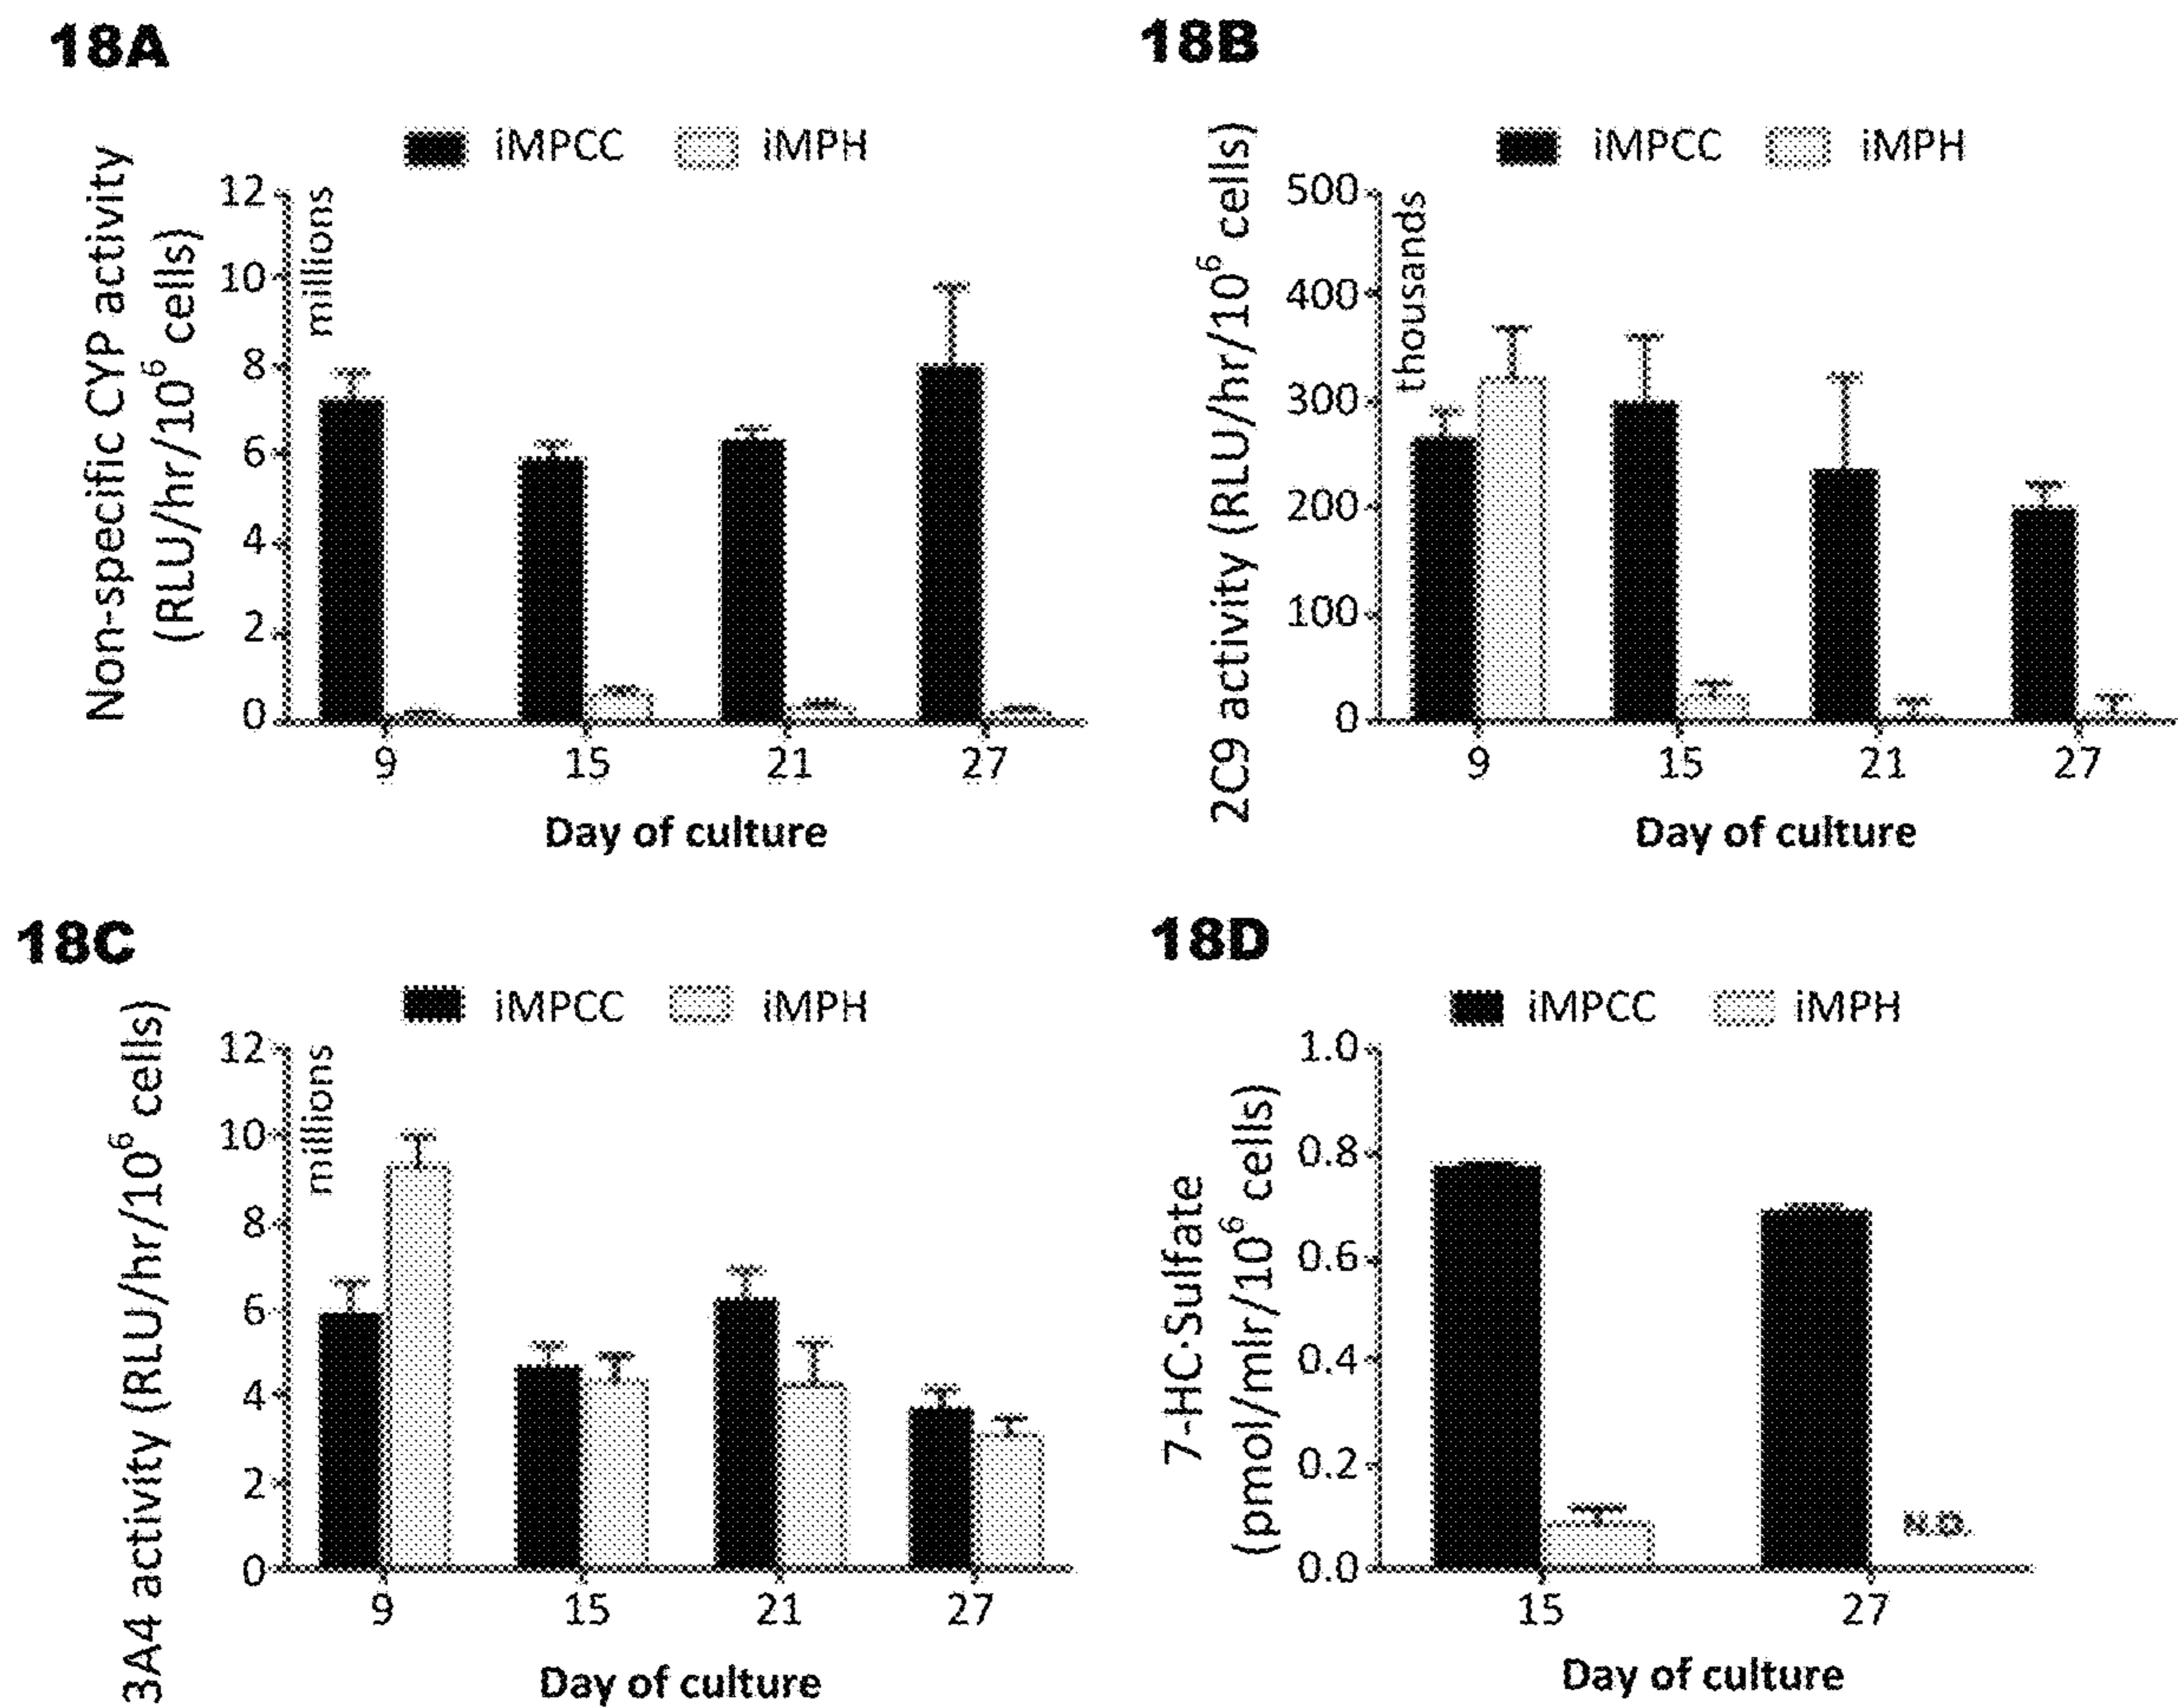 18A
iMPCC iMPH
Non-specific CYP activity
(RLU/hr/10⁶ cells)
millions
12
10
8
6
4
2
0
9 15 21 27
Day of culture
18B
iMPCC iMPH
2C9 activity (RLU/hr/10⁶ cells)
thousands
500
400
300
200
100
0
9 15 21 27
Day of culture
18C
iMPCC iMPH
3A4 activity (RLU/hr/10⁶ cells)
millions
12
10
8
6
4
2
0
9 15 21 27
Day of culture
18D
iMPCC iMPH
7-HC-Sulfate
(pmol/mlr/10⁶ cells)
1.0
0.8
0.6
0.4
0.2
0.0
N.D.
15 27
Day of culture